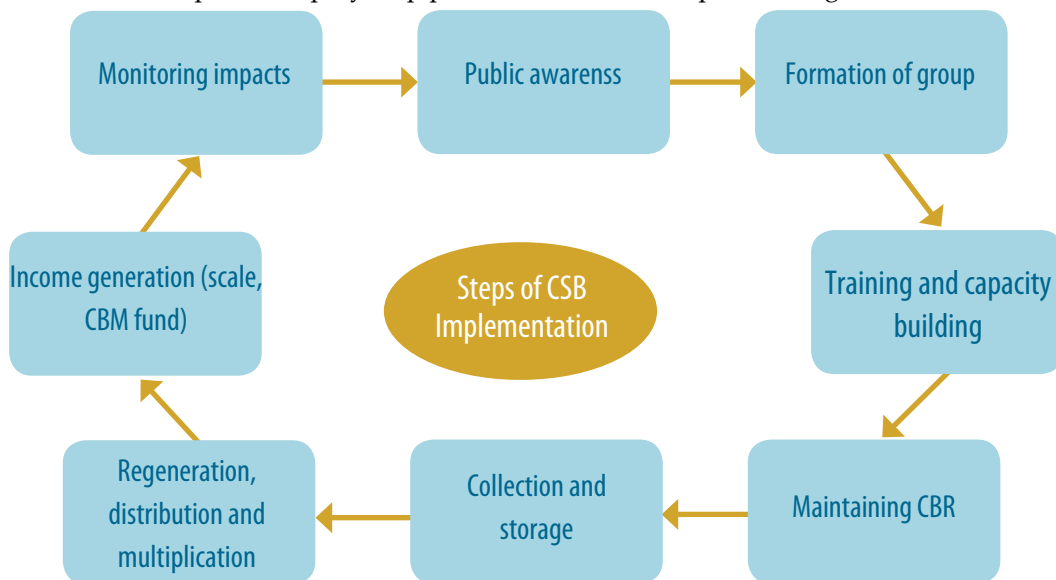 Monitoring impacts
Public awarenss
Formation of group
Income generation (scale,
CBM fund)
Steps of CSB
Implementation
Training and capacity
building
Regeneration,
distribution and
multiplication
Collection and
storage
Maintaining CBR